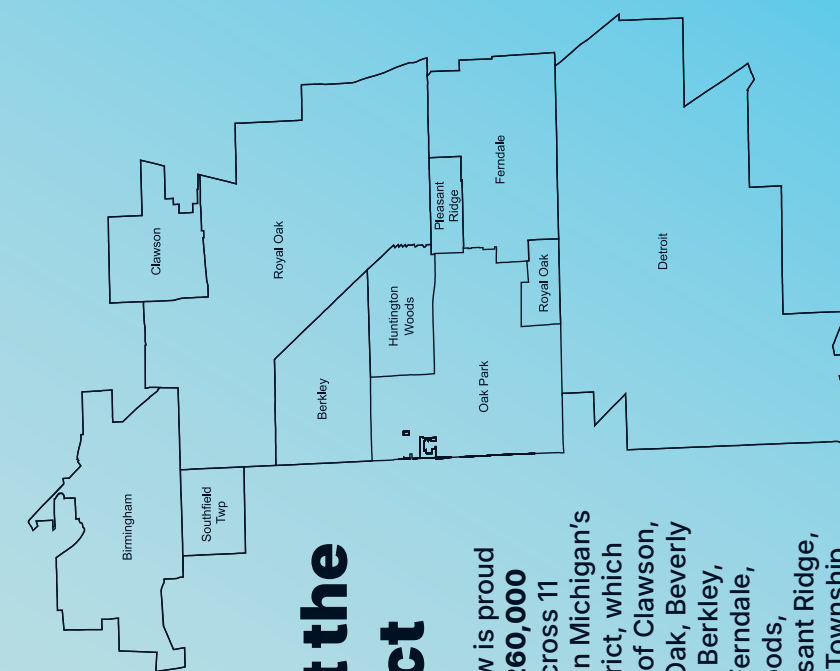 Birmingham
Clawson
Southfield
Twp
Royal Oak
Berkley
Huntington
Woods
Pleasant
Ridge
Oak Park
Ferndale
Royal Oak
Detroit
t the
ct
w is proud
260,000
cross 11
n Michigan's
rict, which
of Clawson,
Oak, Beverly
Berkley,
erndale,
ods,
sant Ridge,
Township